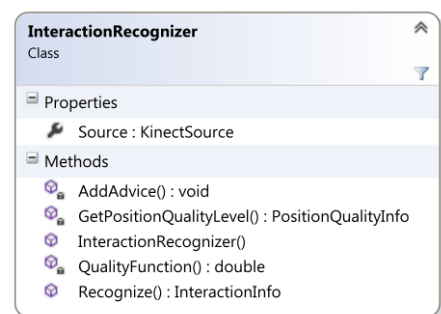 InteractionRecognizer
Class
Properties
Source : KinectSource
Methods
AddAdvice() : void
GetPositionQualityLevel() : PositionQualityInfo
InteractionRecognizer()
QualityFunction() : double
Recognize() : InteractionInfo